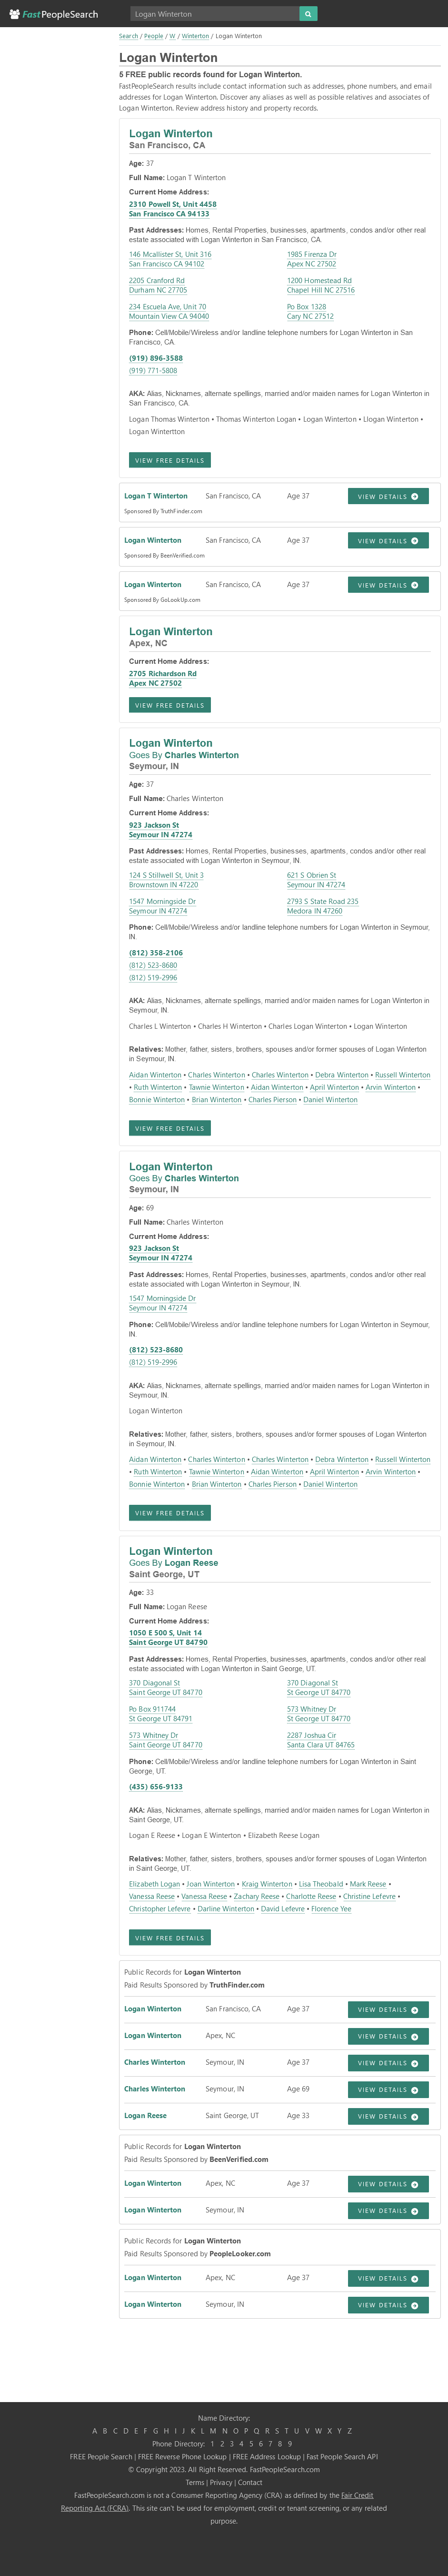 FastPeopleSearch
Logan Winterton
Search / People / W / Winterton / Logan Winterton
Logan Winterton
5 FREE public records found for Logan Winterton.
FastPeopleSearch results include contact information such as addresses, phone numbers, and email
addresses for Logan Winterton. Discover any aliases as well as possible relatives and associates of
Logan Winterton. Review address history and property records.
Logan Winterton
San Francisco, CA
Age: 37
Full Name: Logan T Winterton
Current Home Address:
2310 Powell St, Unit 4458
San Francisco CA 94133
Past Addresses: Homes, Rental Properties, businesses, apartments, condos and/or other real
estate associated with Logan Winterton in San Francisco, CA.
146 Mcallister St, Unit 316
San Francisco CA 94102
1985 Firenza Dr
Apex NC 27502
2205 Cranford Rd
Durham NC 27705
1200 Homestead Rd
Chapel Hill NC 27516
234 Escuela Ave, Unit 70
Mountain View CA 94040
Po Box 1328
Cary NC 27512
Phone: Cell/Mobile/Wireless and/or landline telephone numbers for Logan Winterton in San
Francisco, CA.
(919) 896-3588
(919) 771-5808
AKA: Alias, Nicknames, alternate spellings, married and/or maiden names for Logan Winterton in
San Francisco, CA.
Logan Thomas Winterton • Thomas Winterton Logan • Logan Winterton • Llogan Winterton •
Logan Wintertton
VIEW FREE DETAILS
Logan T Winterton San Francisco, CA Age 37 VIEW DETAILS
Sponsored By TruthFinder.com
Logan Winterton San Francisco, CA Age 37 VIEW DETAILS
Sponsored By BeenVerified.com
Logan Winterton San Francisco, CA Age 37 VIEW DETAILS
Sponsored By GoLookUp.com
Logan Winterton
Apex, NC
Current Home Address:
2705 Richardson Rd
Apex NC 27502
VIEW FREE DETAILS
Logan Winterton
Goes By Charles Winterton
Seymour, IN
Age: 37
Full Name: Charles Winterton
Current Home Address:
923 Jackson St
Seymour IN 47274
Past Addresses: Homes, Rental Properties, businesses, apartments, condos and/or other real
estate associated with Logan Winterton in Seymour, IN.
124 S Stillwell St, Unit 3
Brownstown IN 47220
621 S Obrien St
Seymour IN 47274
1547 Morningside Dr
Seymour IN 47274
2793 S State Road 235
Medora IN 47260
Phone: Cell/Mobile/Wireless and/or landline telephone numbers for Logan Winterton in Seymour,
IN.
(812) 358-2106
(812) 523-8680
(812) 519-2996
AKA: Alias, Nicknames, alternate spellings, married and/or maiden names for Logan Winterton in
Seymour, IN.
Charles L Winterton • Charles H Winterton • Charles Logan Winterton • Logan Winterton
Relatives: Mother, father, sisters, brothers, spouses and/or former spouses of Logan Winterton
in Seymour, IN.
Aidan Winterton • Charles Winterton • Charles Winterton • Debra Winterton • Russell Winterton
• Ruth Winterton • Tawnie Winterton • Aidan Winterton • April Winterton • Arvin Winterton •
Bonnie Winterton • Brian Winterton • Charles Pierson • Daniel Winterton
VIEW FREE DETAILS
Logan Winterton
Goes By Charles Winterton
Seymour, IN
Age: 69
Full Name: Charles Winterton
Current Home Address:
923 Jackson St
Seymour IN 47274
Past Addresses: Homes, Rental Properties, businesses, apartments, condos and/or other real
estate associated with Logan Winterton in Seymour, IN.
1547 Morningside Dr
Seymour IN 47274
Phone: Cell/Mobile/Wireless and/or landline telephone numbers for Logan Winterton in Seymour,
IN.
(812) 523-8680
(812) 519-2996
AKA: Alias, Nicknames, alternate spellings, married and/or maiden names for Logan Winterton in
Seymour, IN.
Logan Winterton
Relatives: Mother, father, sisters, brothers, spouses and/or former spouses of Logan Winterton
in Seymour, IN.
Aidan Winterton • Charles Winterton • Charles Winterton • Debra Winterton • Russell Winterton
• Ruth Winterton • Tawnie Winterton • Aidan Winterton • April Winterton • Arvin Winterton •
Bonnie Winterton • Brian Winterton • Charles Pierson • Daniel Winterton
VIEW FREE DETAILS
Logan Winterton
Goes By Logan Reese
Saint George, UT
Age: 33
Full Name: Logan Reese
Current Home Address:
1050 E 500 S, Unit 14
Saint George UT 84790
Past Addresses: Homes, Rental Properties, businesses, apartments, condos and/or other real
estate associated with Logan Winterton in Saint George, UT.
370 Diagonal St
Saint George UT 84770
370 Diagonal St
St George UT 84770
Po Box 911744
St George UT 84791
573 Whitney Dr
St George UT 84770
573 Whitney Dr
Saint George UT 84770
2287 Joshua Cir
Santa Clara UT 84765
Phone: Cell/Mobile/Wireless and/or landline telephone numbers for Logan Winterton in Saint
George, UT.
(435) 656-9133
AKA: Alias, Nicknames, alternate spellings, married and/or maiden names for Logan Winterton in
Saint George, UT.
Logan E Reese • Logan E Winterton • Elizabeth Reese Logan
Relatives: Mother, father, sisters, brothers, spouses and/or former spouses of Logan Winterton
in Saint George, UT.
Elizabeth Logan • Joan Winterton • Kraig Winterton • Lisa Theobald • Mark Reese •
Vanessa Reese • Vanessa Reese • Zachary Reese • Charlotte Reese • Christine Lefevre •
Christopher Lefevre • Darline Winterton • David Lefevre • Florence Yee
VIEW FREE DETAILS
Public Records for Logan Winterton
Paid Results Sponsored by TruthFinder.com
Logan Winterton San Francisco, CA Age 37 VIEW DETAILS
Logan Winterton Apex, NC VIEW DETAILS
Charles Winterton Seymour, IN Age 37 VIEW DETAILS
Charles Winterton Seymour, IN Age 69 VIEW DETAILS
Logan Reese Saint George, UT Age 33 VIEW DETAILS
Public Records for Logan Winterton
Paid Results Sponsored by BeenVerified.com
Logan Winterton Apex, NC Age 37 VIEW DETAILS
Logan Winterton Seymour, IN VIEW DETAILS
Public Records for Logan Winterton
Paid Results Sponsored by PeopleLooker.com
Logan Winterton Apex, NC Age 37 VIEW DETAILS
Logan Winterton Seymour, IN VIEW DETAILS
Name Directory:
A B C D E F G H I J K L M N O P Q R S T U V W X Y Z
Phone Directory: 1 2 3 4 5 6 7 8 9
FREE People Search | FREE Reverse Phone Lookup | FREE Address Lookup | Fast People Search API
© Copyright 2023. All Right Reserved. FastPeopleSearch.com
Terms | Privacy | Contact
FastPeopleSearch.com is not a Consumer Reporting Agency (CRA) as defined by the Fair Credit
Reporting Act (FCRA). This site can't be used for employment, credit or tenant screening, or any related
purpose.